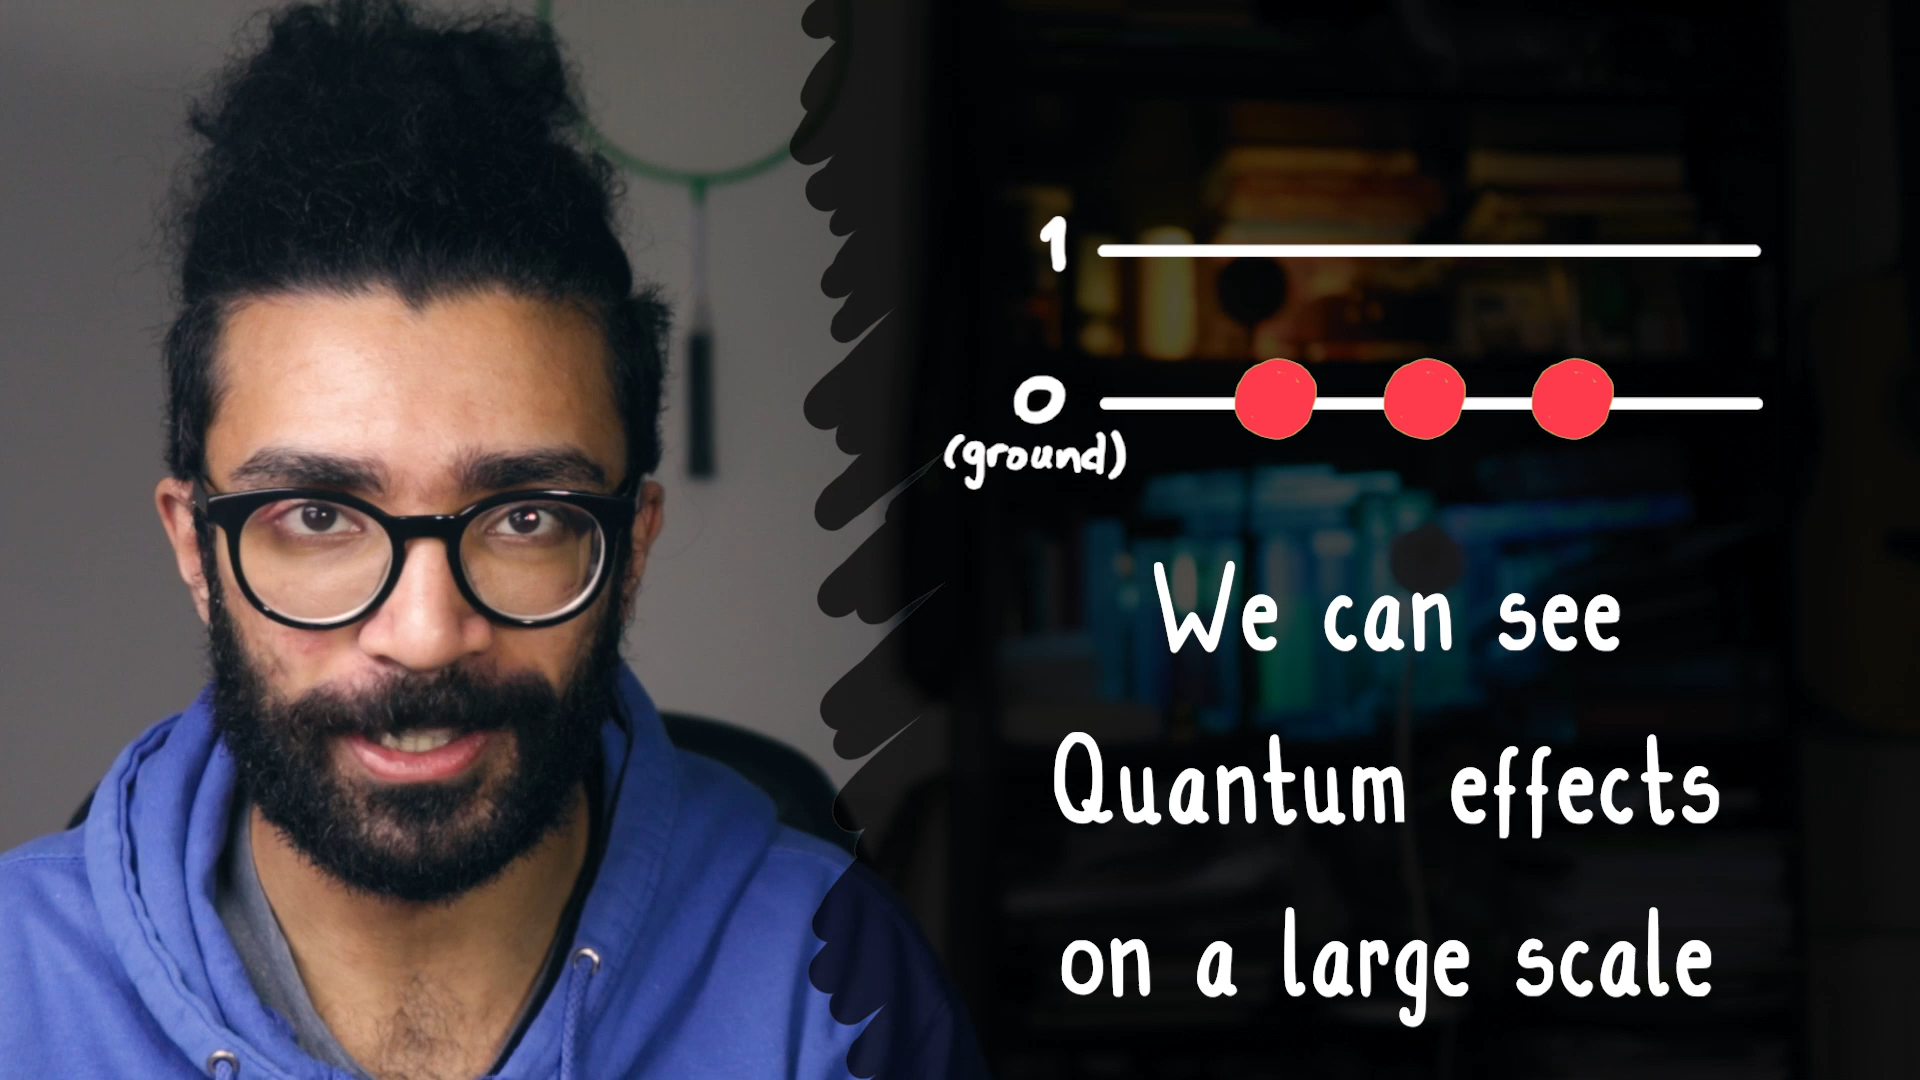 1
0
(ground)
We can see
Quantum effects
on a large scale